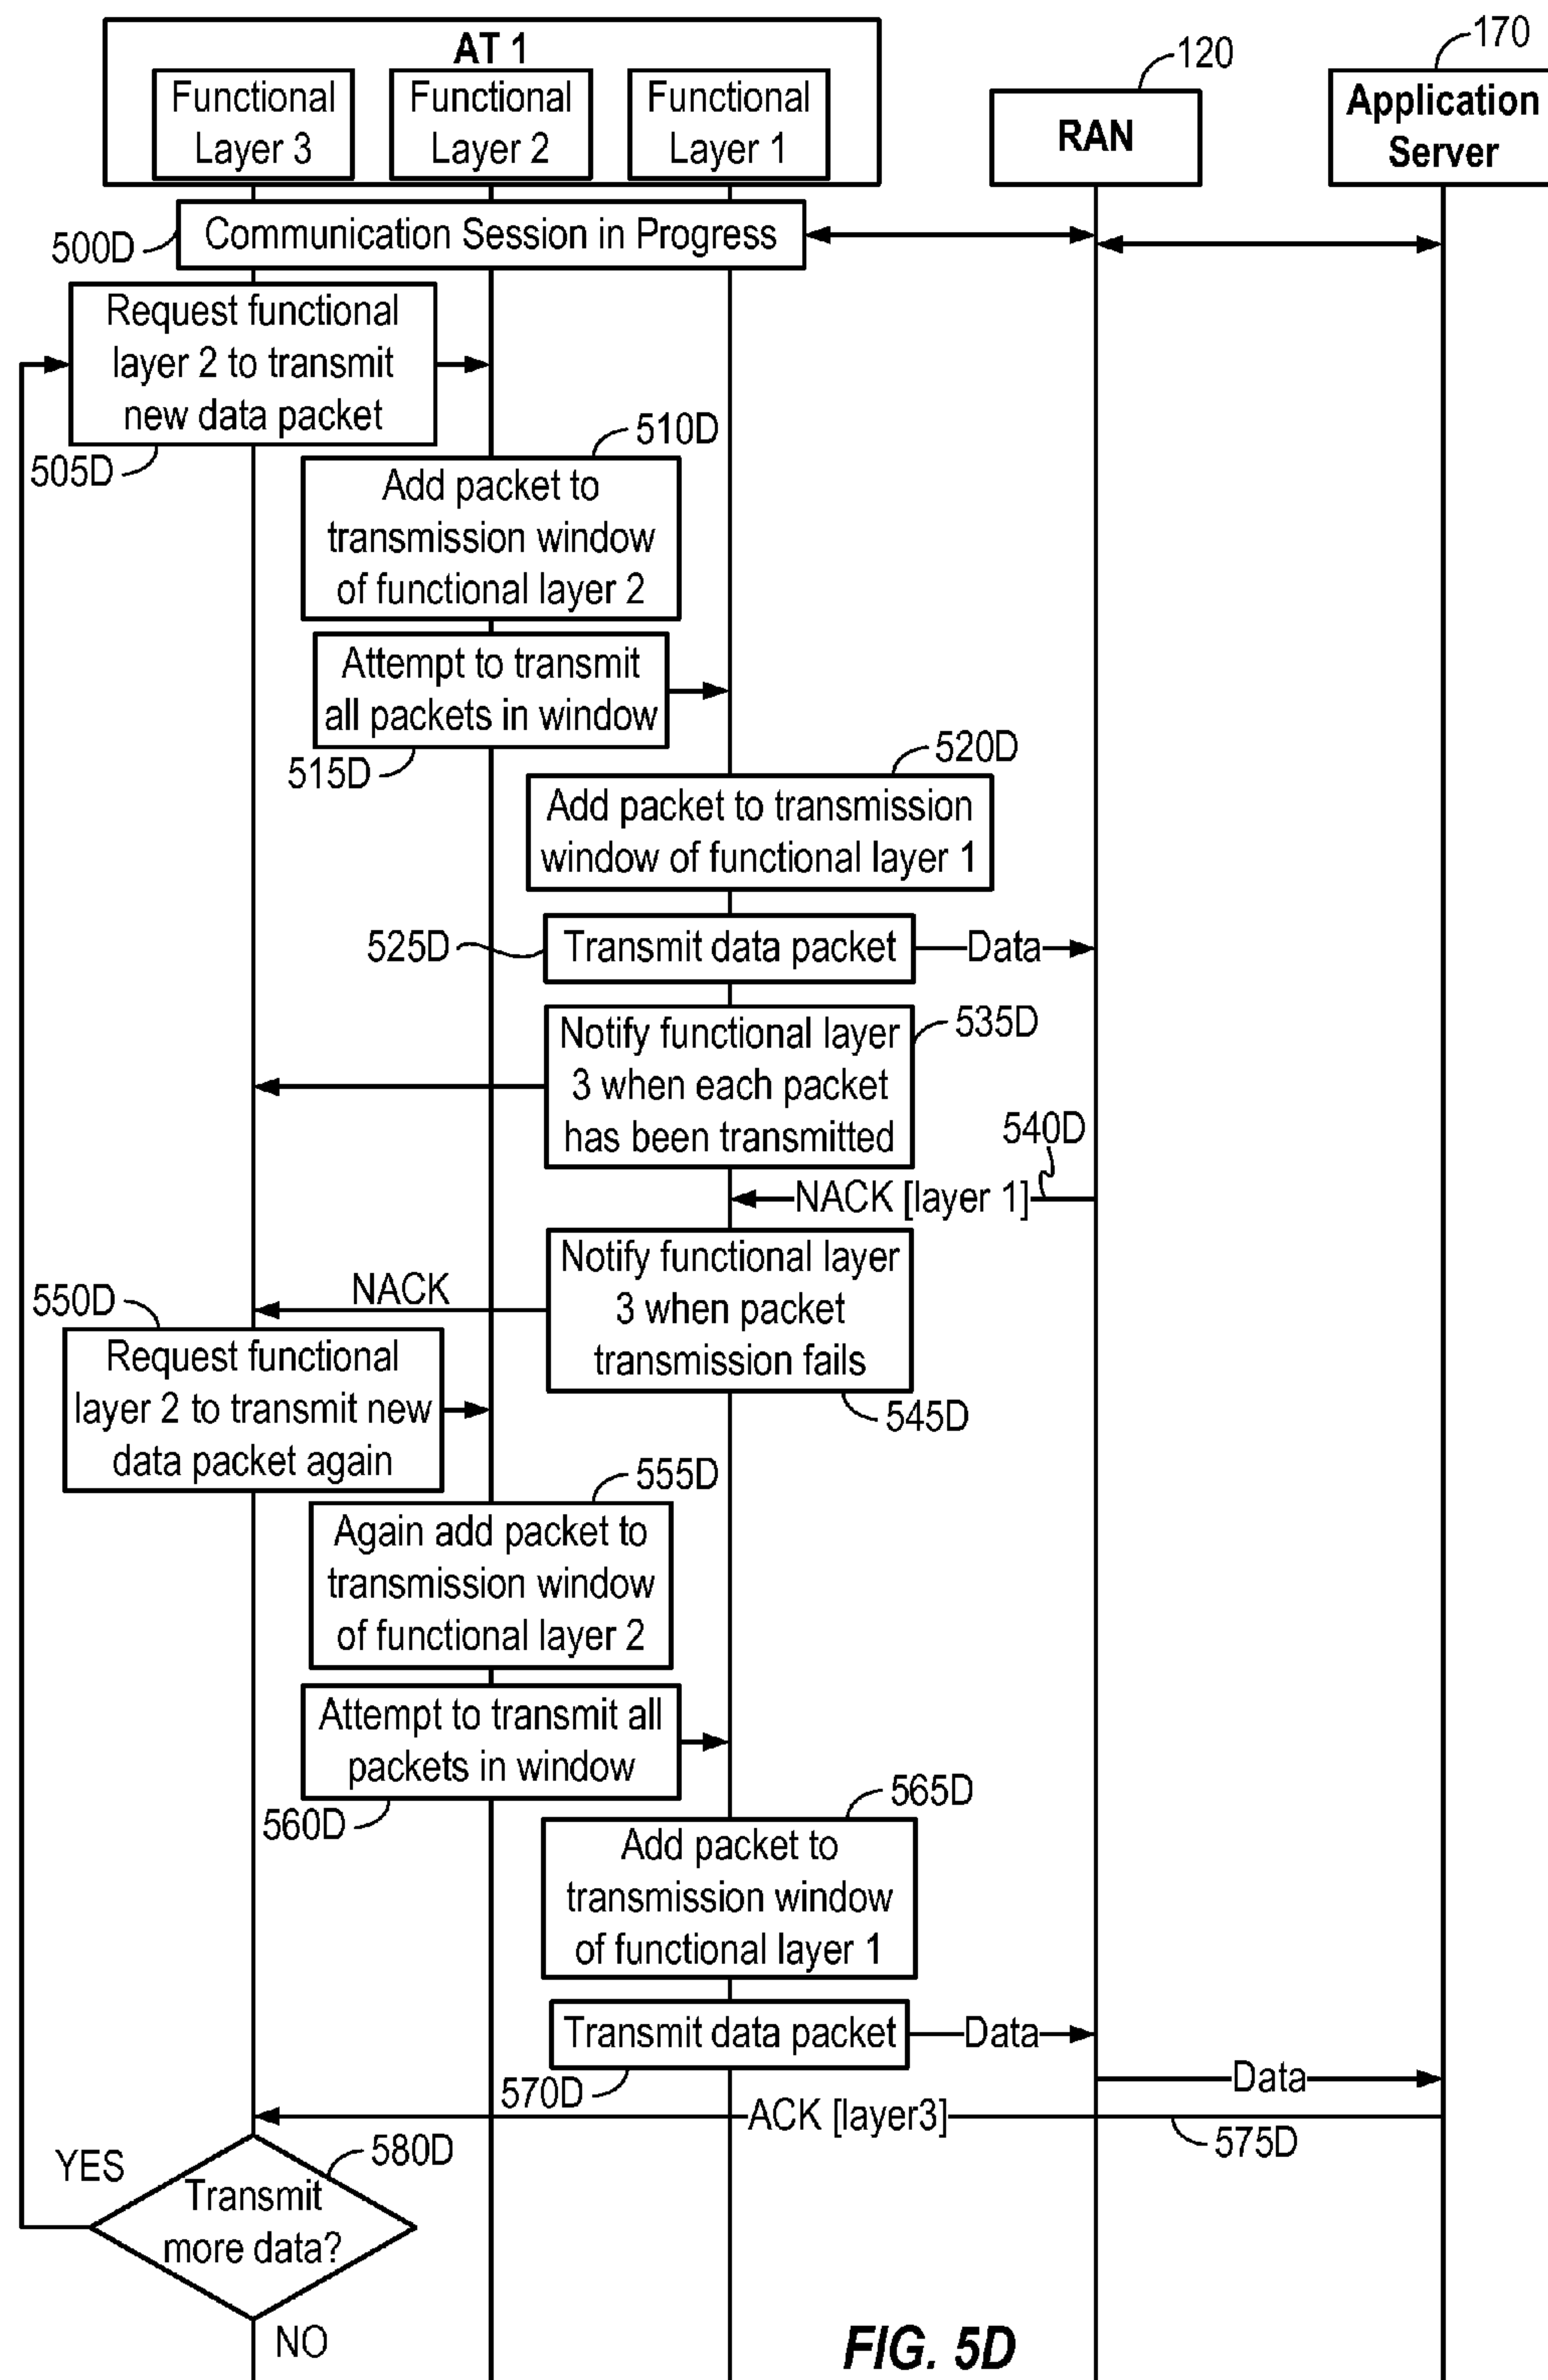 AT 1
Functional
Layer 3
Functional
Layer 2
Functional
Layer 1
120
RAN
170
Application
Server
500D
Communication Session in Progress
Request functional
layer 2 to transmit
new data packet
505D
510D
Add packet to
transmission window
of functional layer 2
Attempt to transmit
all packets in window
515D
520D
Add packet to transmission
window of functional layer 1
525D
Transmit data packet
Data
Notify functional layer
3 when each packet
has been transmitted
535D
540D
NACK [layer 1]
Notify functional layer
3 when packet
transmission fails
545D
NACK
550D
Request functional
layer 2 to transmit new
data packet again
555D
Again add packet to
transmission window
of functional layer 2
Attempt to transmit all
packets in window
560D
565D
Add packet to
transmission window
of functional layer 1
Transmit data packet
Data
570D
Data
ACK [layer3]
575D
580D
YES
Transmit
more data?
NO
FIG. 5D